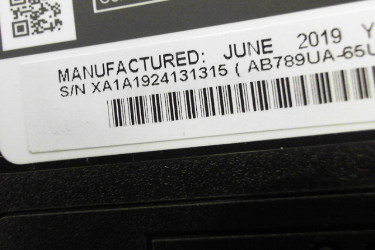 MANUFACTURED: JUNE 2019 Y
S/N XA1A1924131315 ( AB789UA-65U